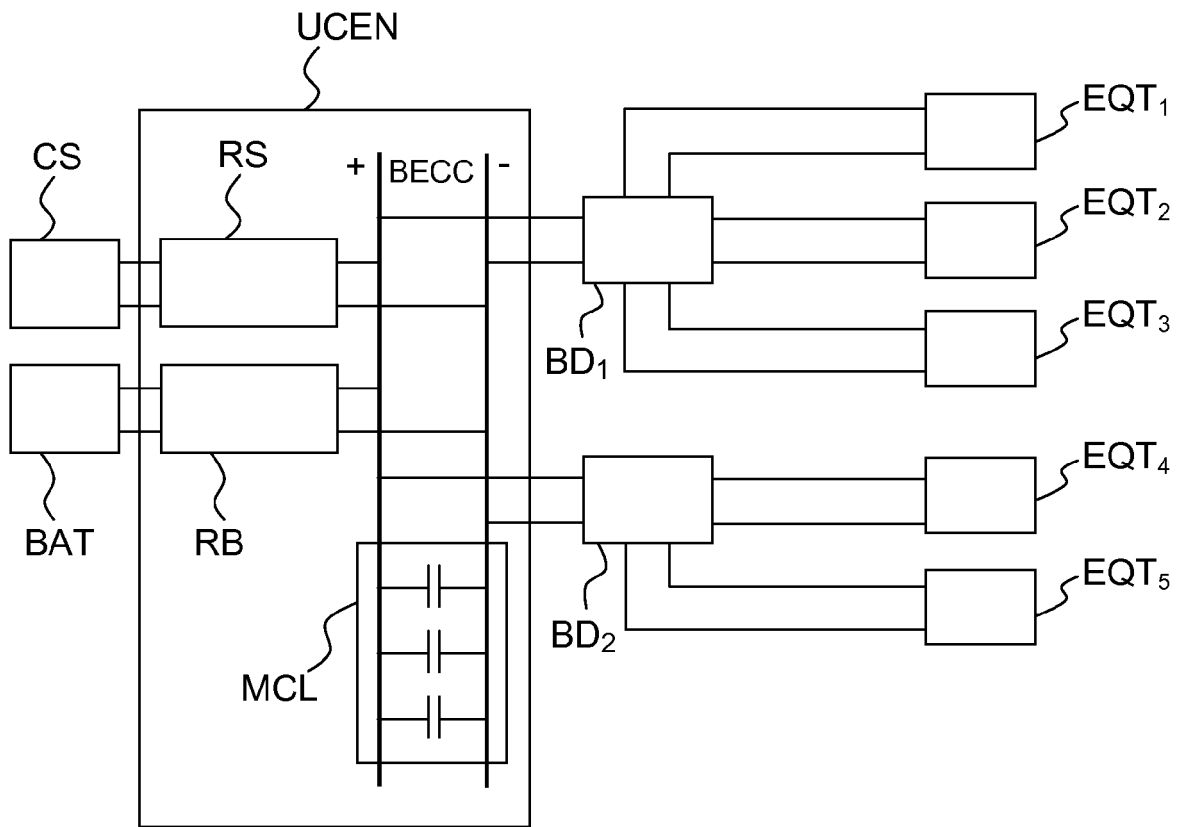 UCEN
CS
RS
+ BECC -
EQT₁
EQT₂
EQT₃
BD₁
BAT
RB
EQT₄
EQT₅
BD₂
MCL